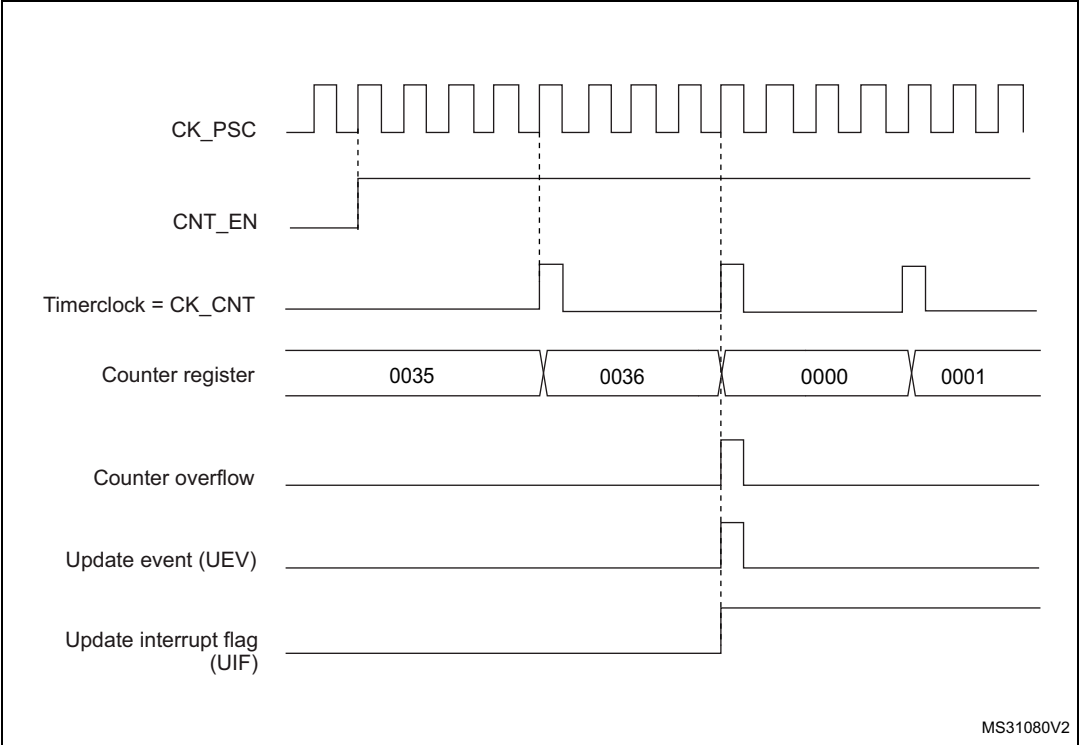 CK_PSC
CNT_EN
Timerclock = CK_CNT
Counter register
0035
0036
0000
0001
Counter overflow
Update event (UEV)
Update interrupt flag
(UIF)
MS31080V2